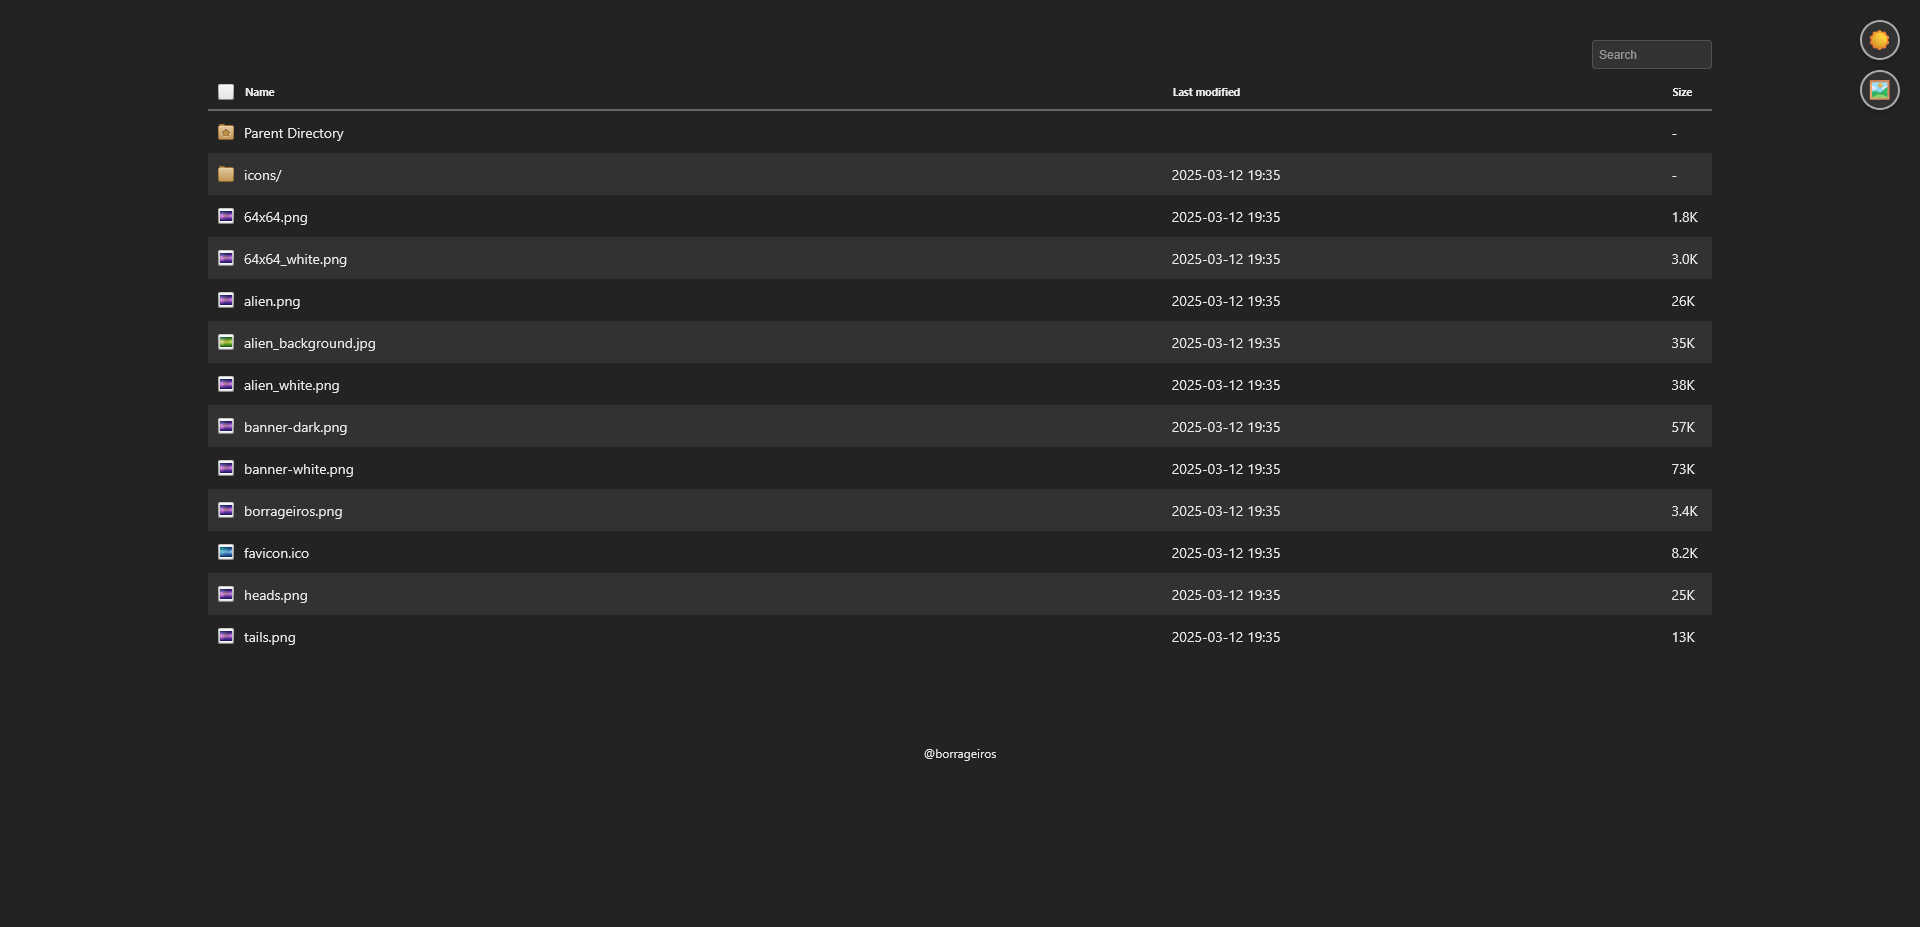 Search
Name Last modified Size
Parent Directory -
icons/ 2025-03-12 19:35 -
64x64.png 2025-03-12 19:35 1.8K
64x64_white.png 2025-03-12 19:35 3.0K
alien.png 2025-03-12 19:35 26K
alien_background.jpg 2025-03-12 19:35 35K
alien_white.png 2025-03-12 19:35 38K
banner-dark.png 2025-03-12 19:35 57K
banner-white.png 2025-03-12 19:35 73K
borrageiros.png 2025-03-12 19:35 3.4K
favicon.ico 2025-03-12 19:35 8.2K
heads.png 2025-03-12 19:35 25K
tails.png 2025-03-12 19:35 13K
@borrageiros